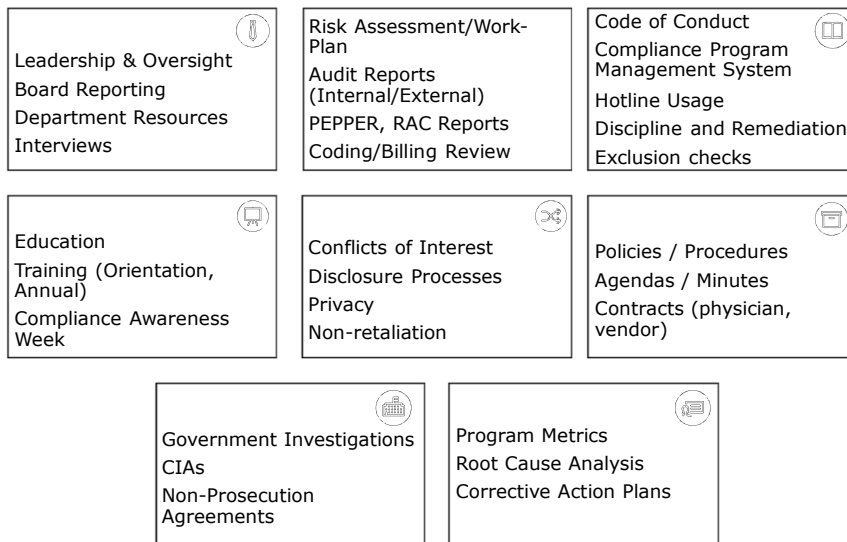 Leadership & Oversight
Board Reporting
Department Resources
Interviews
Risk Assessment/Work-
Plan
Audit Reports
(Internal/External)
PEPPER, RAC Reports
Coding/Billing Review
Code of Conduct
Compliance Program
Management System
Hotline Usage
Discipline and Remediation
Exclusion checks
Education
Training (Orientation,
Annual)
Compliance Awareness
Week
Conflicts of Interest
Disclosure Processes
Privacy
Non-retaliation
Policies / Procedures
Agendas / Minutes
Contracts (physician,
vendor)
Government Investigations
CIAs
Non-Prosecution
Agreements
Program Metrics
Root Cause Analysis
Corrective Action Plans